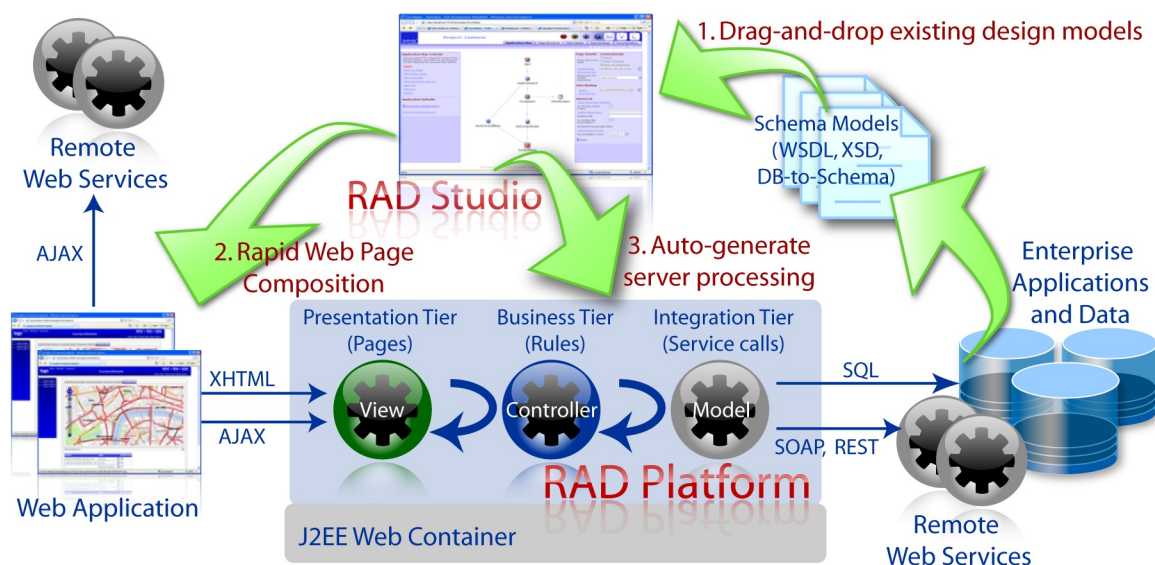 1. Drag-and-drop existing design models
Remote
Web Services
Schema Models
(WSDL, XSD,
DB-to-Schema)
RAD Studio
AJAX
2. Rapid Web Page
Composition
3. Auto-generate
server processing
Enterprise
Applications
and Data
Presentation Tier
(Pages)
Business Tier
(Rules)
Integration Tier
(Service calls)
XHTML
AJAX
View
Controller
Model
SQL
SOAP, REST
Web Application
RAD Platform
J2EE Web Container
Remote
Web Services